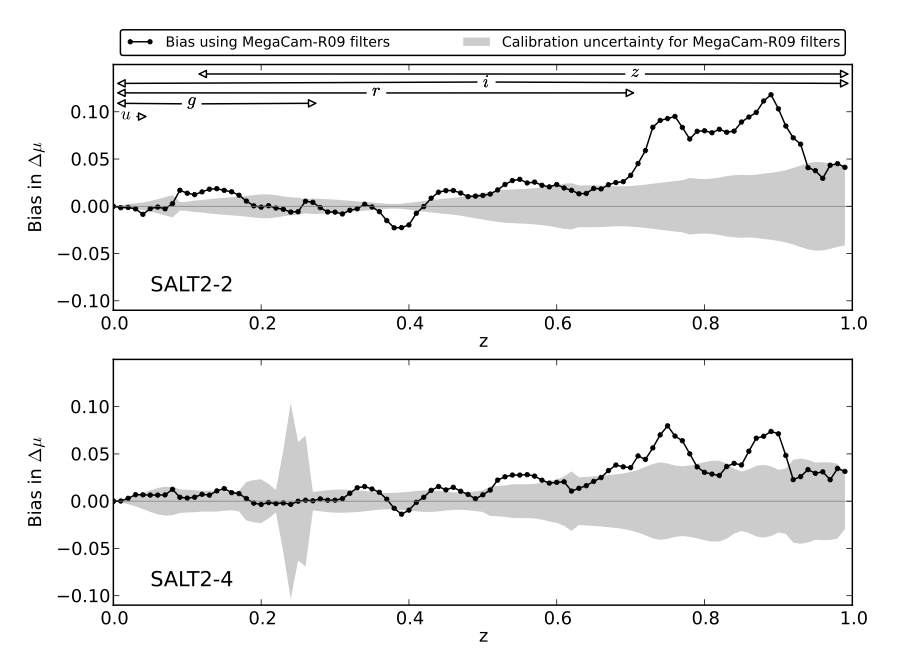 Bias using MegaCam-R09 filters Calibration uncertainty for MegaCam-R09 filters
z
i
r
g
u
0.10
0.05
0.00
−0.05
−0.10
Bias in Δμ
SALT2-2
0.0 0.2 0.4 0.6 0.8 1.0
z
0.10
0.05
0.00
−0.05
−0.10
Bias in Δμ
SALT2-4
0.0 0.2 0.4 0.6 0.8 1.0
z